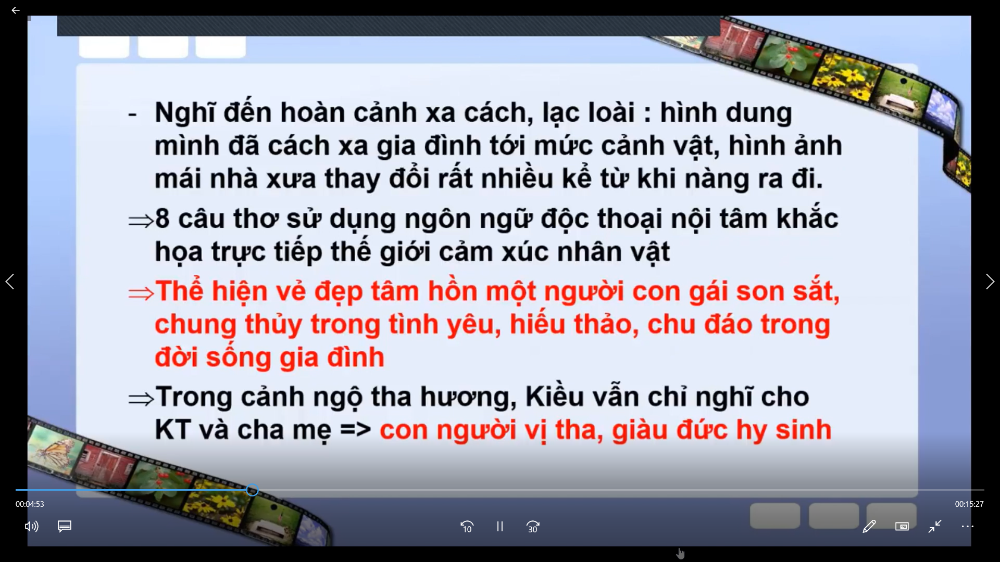 - Nghĩ đến hoàn cảnh xa cách, lạc loài : hình dung
mình đã cách xa gia đình tới mức cảnh vật, hình ảnh
mái nhà xưa thay đổi rất nhiều kể từ khi nàng ra đi.
⇒8 câu thơ sử dụng ngôn ngữ độc thoại nội tâm khắc
họa trực tiếp thế giới cảm xúc nhân vật
⇒Thể hiện vẻ đẹp tâm hồn một người con gái son sắt,
chung thủy trong tình yêu, hiếu thảo, chu đáo trong
đời sống gia đình
⇒Trong cảnh ngộ tha hương, Kiều vẫn chỉ nghĩ cho
KT và cha mẹ => con người vị tha, giàu đức hy sinh
00:04:53
00:15:27
10
30